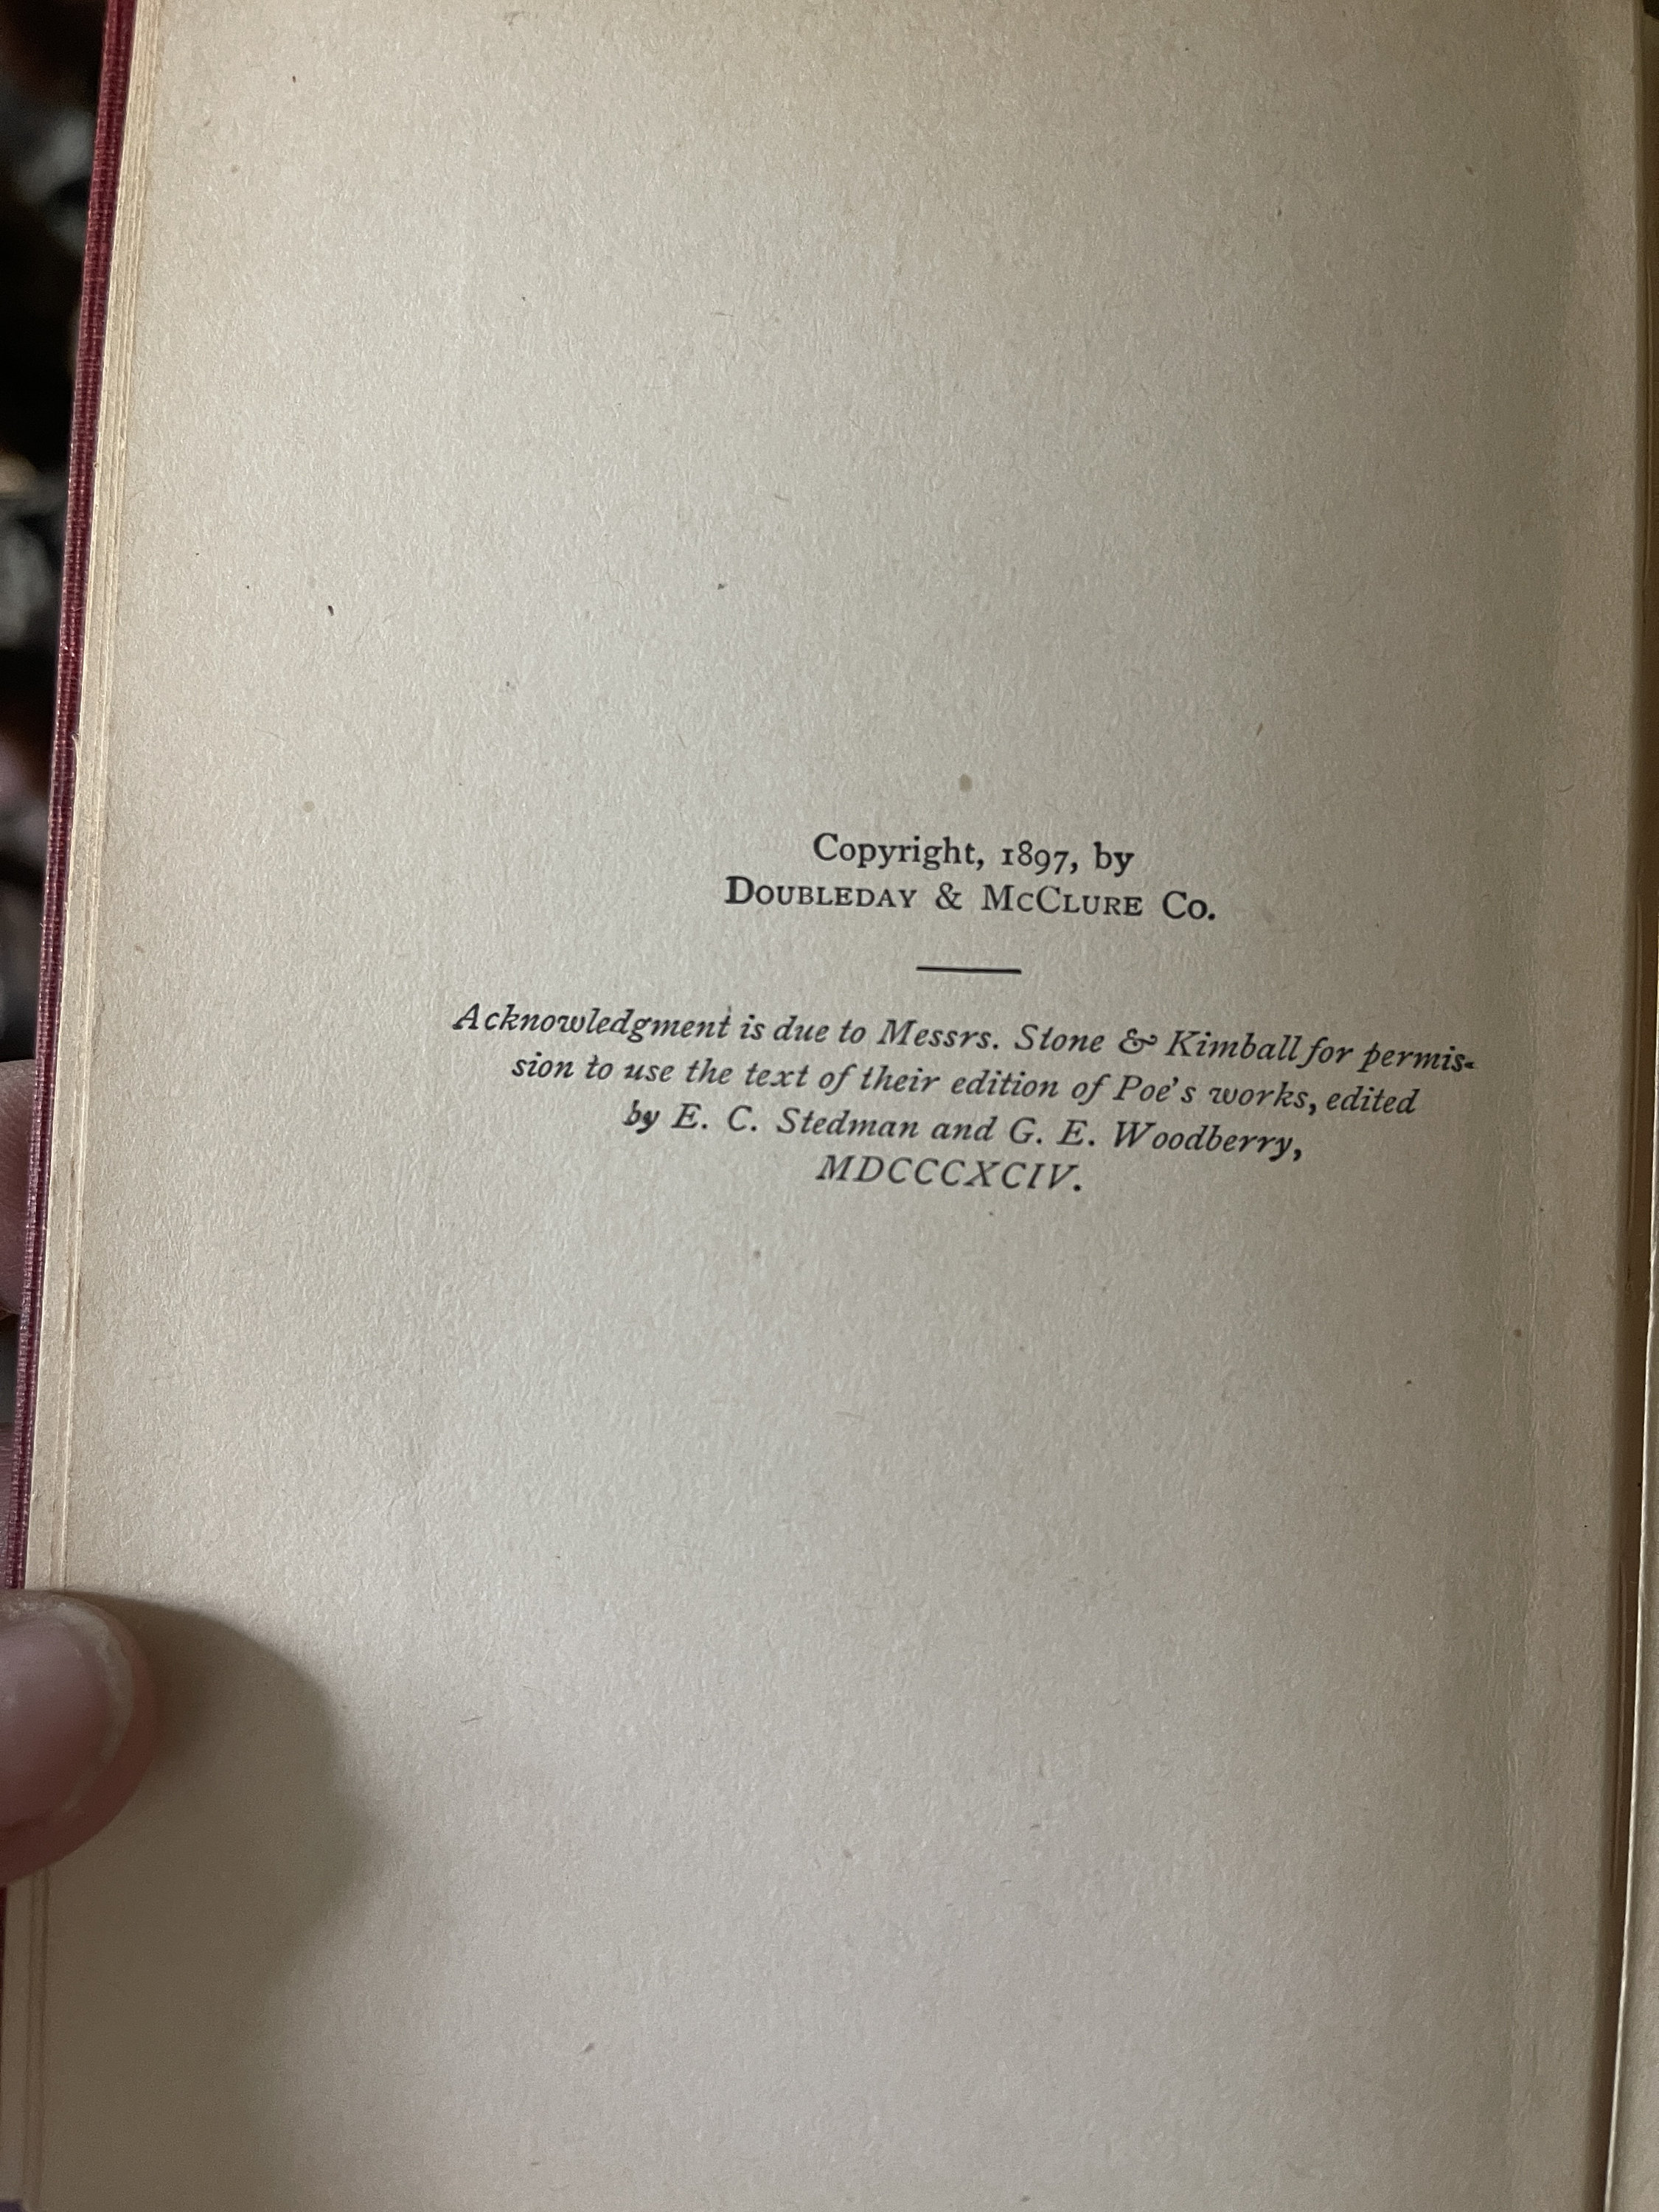 Copyright, 1897, by
DOUBLEDAY & MCCLURE CO.
Acknowledgment is due to Messrs. Stone & Kimball for permis-
sion to use the text of their edition of Poe's works, edited
by E. C. Stedman and G. E. Woodberry,
MDCCCXCIV.